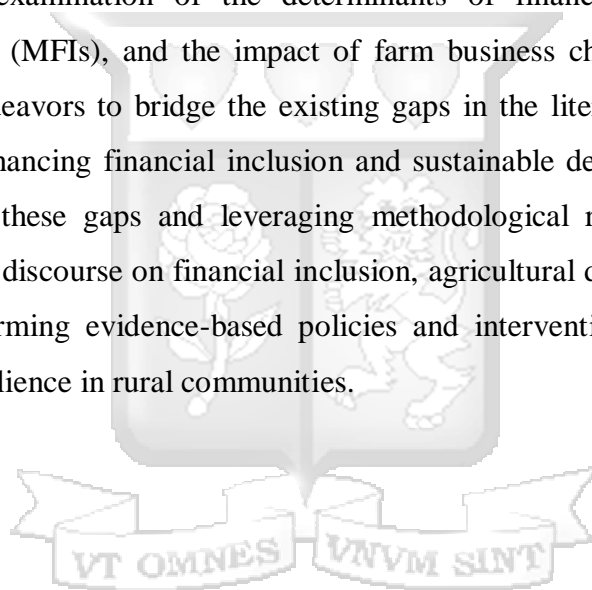 examination of the determinants of financ
(MFIs), and the impact of farm business ch
deavors to bridge the existing gaps in the liter
nhancing financial inclusion and sustainable de
these gaps and leveraging methodological r
discourse on financial inclusion, agricultural c
rming evidence-based policies and interventi
lience in rural communities.
VT OMNES VNVM SINT